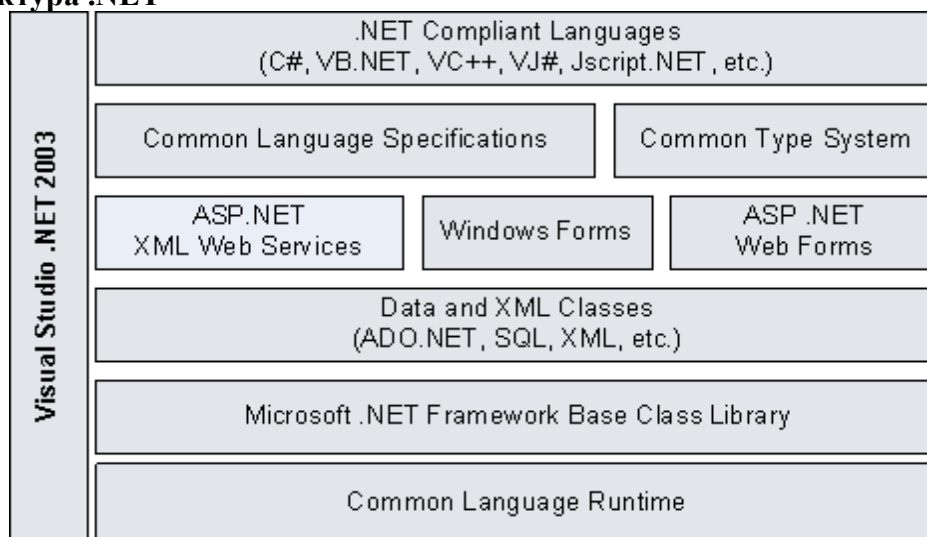 .NET
.NET Compliant Languages
(C#, VB.NET, VC++, VJ#, Jscript.NET, etc.)
Common Language Specifications
Common Type System
ASP.NET
XML Web Services
Windows Forms
ASP .NET
Web Forms
Data and XML Classes
(ADO.NET, SQL, XML, etc.)
Microsoft .NET Framework Base Class Library
Common Language Runtime
Visual Studio .NET 2003